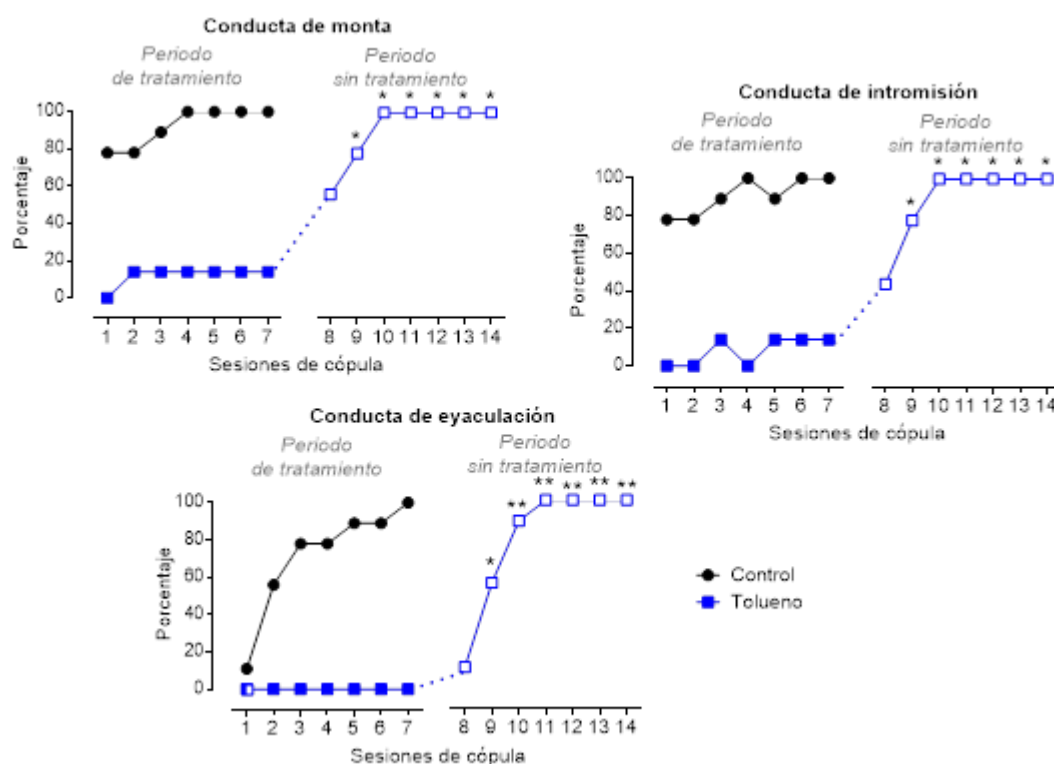 Conducta de monta
Periodo
de tratamiento
Periodo
sin tratamiento
* * * * * *
Porcentaje
100
80
60
40
20
0
1 2 3 4 5 6 7 8 9 10 11 12 13 14
Sesiones de cópula
Conducta de intromisión
Periodo
de tratamiento
Periodo
sin tratamiento
* * * * * *
Porcentaje
100
80
60
40
20
0
1 2 3 4 5 6 7 8 9 10 11 12 13 14
Sesiones de cópula
Conducta de eyaculación
Periodo
de tratamiento
Periodo
sin tratamiento
* ** ** ** ** **
Porcentaje
100
80
60
40
20
0
1 2 3 4 5 6 7 8 9 10 11 12 13 14
Sesiones de cópula
Control
Tolueno